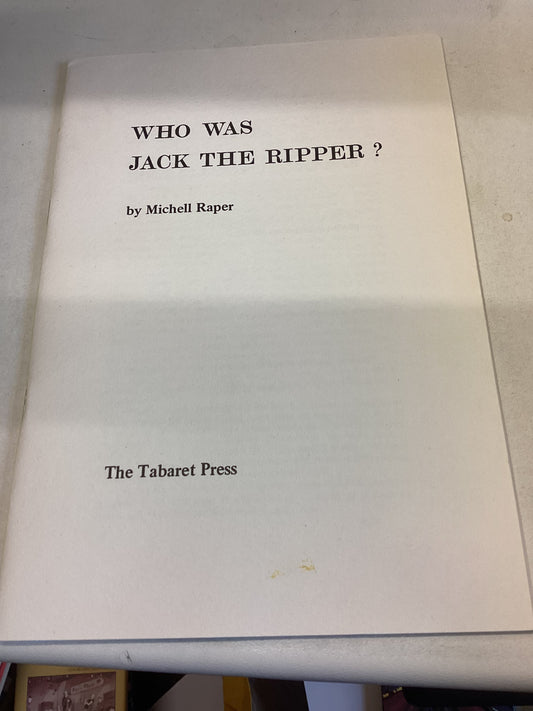 WHO WAS
JACK THE RIPPER ?
by Michell Raper
The Tabaret Press